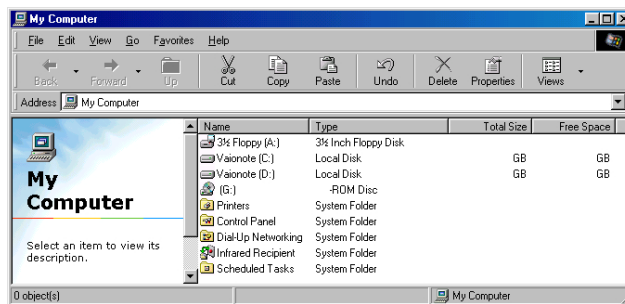 My Computer
File Edit View Go Favorites Help
Back Forward Up Cut Copy Paste Undo Delete Properties Views
Address My Computer
Name Type Total Size Free Space
3½ Floppy (A:) 3½ Inch Floppy Disk
Vaionote (C:) Local Disk GB GB
Vaionote (D:) Local Disk GB GB
(G:) -ROM Disc
Printers System Folder
Control Panel System Folder
Dial-Up Networking System Folder
Infrared Recipient System Folder
Scheduled Tasks System Folder
My
Computer
Select an item to view its
description.
0 object(s) My Computer